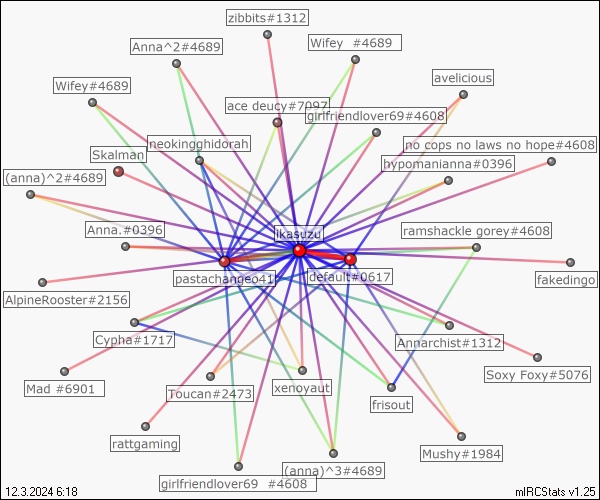 zibbits#1312
Anna^2#4689
Wifey  #4689
Wifey#4689
avelicious
ace deucy#7097
girlfriendlover69#4608
neokingghidorah
no cops no laws no hope#4608
Skalman
hypomanianna#0396
(anna)^2#4689
Anna.#0396
jkasuzu
ramshackle gorey#4608
pastachangeo41
default#0617
fakedingo
AlpineRooster#2156
Cypha#1717
Annarchist#1312
Soxy Foxy#5076
Mad #6901
Toucan#2473
xenoyaut
frisout
rattgaming
Mushy#1984
(anna)^3#4689
girlfriendlover69  #4608
12.3.2024 6:18
mIRCStats v1.25